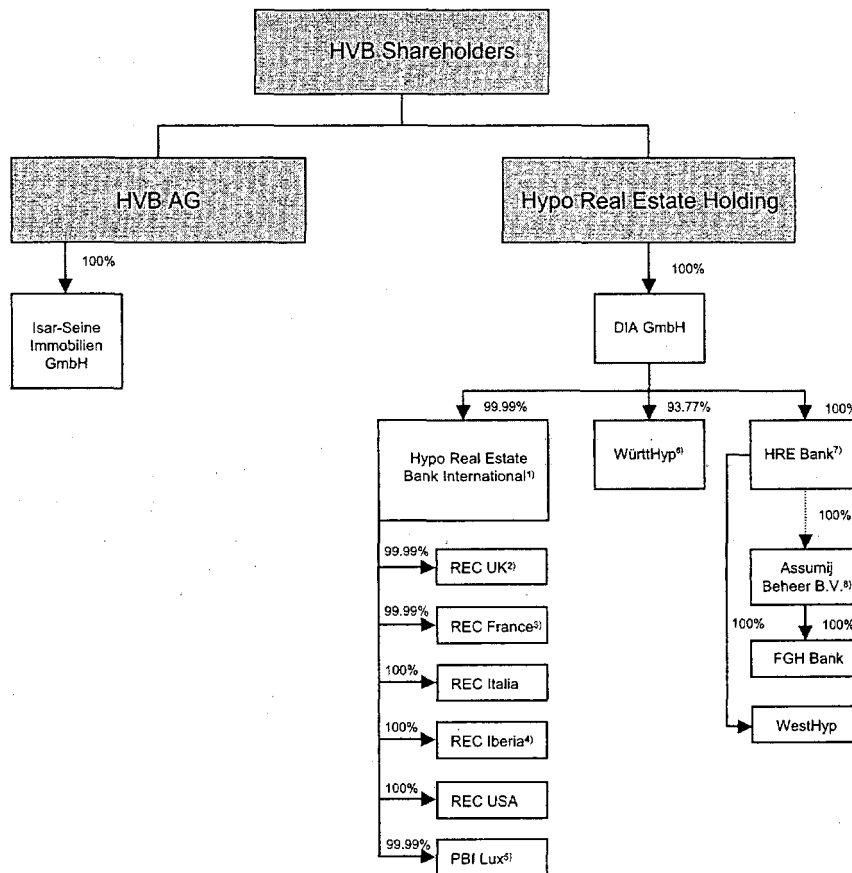 HVB Shareholders
HVB AG
Hypo Real Estate Holding
100%
100%
Isar-Seine
Immobilien
GmbH
DIA GmbH
99.99%
93.77%
100%
Hypo Real Estate
Bank International¹⁾
WürttHyp⁶⁾
HRE Bank⁷⁾
100%
99.99%
REC UK²⁾
Assumij
Beheer B.V.⁸⁾
99.99%
REC France³⁾
100%
100%
FGH Bank
100%
REC Italia
WestHyp
100%
REC Iberia⁴⁾
100%
REC USA
99.99%
PBI Lux⁵⁾